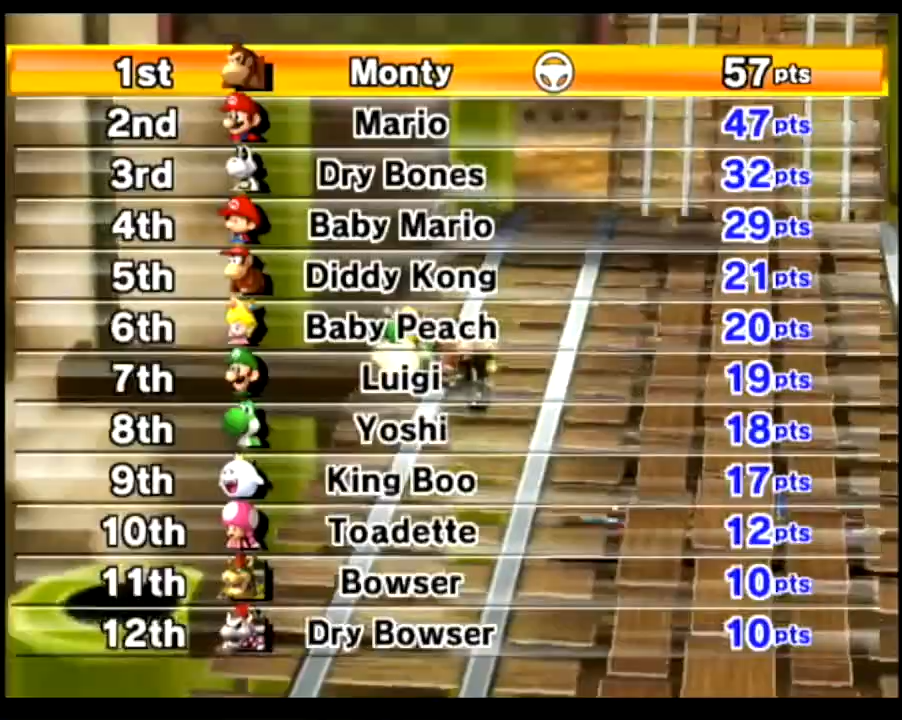 1st Monty 57pts
2nd Mario 47pts
3rd Dry Bones 32pts
4th Baby Mario 29pts
5th Diddy Kong 21pts
6th Baby Peach 20pts
7th Luigi 19pts
8th Yoshi 18pts
9th King Boo 17pts
10th Toadette 12pts
11th Bowser 10pts
12th Dry Bowser 10pts